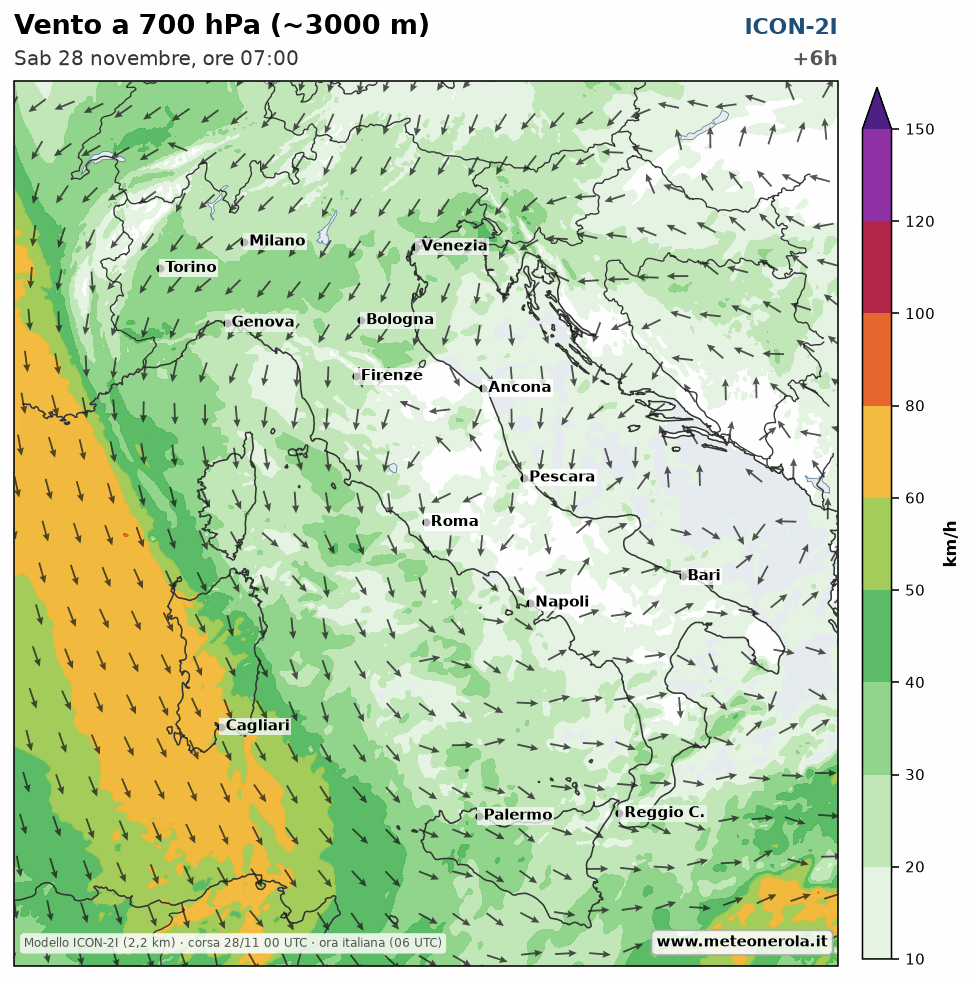 Vento a 700 hPa (~3000 m)
ICON-2I
Sab 28 novembre, ore 07:00
+6h
150
120
100
80
60
50
40
30
20
10
km/h
Milano
Venezia
Torino
Genova
Bologna
Firenze
Ancona
Pescara
Roma
Bari
Napoli
Cagliari
Palermo
Reggio C.
Modello ICON-2I (2,2 km) · corsa 28/11 00 UTC · ora italiana (06 UTC)
www.meteonerola.it